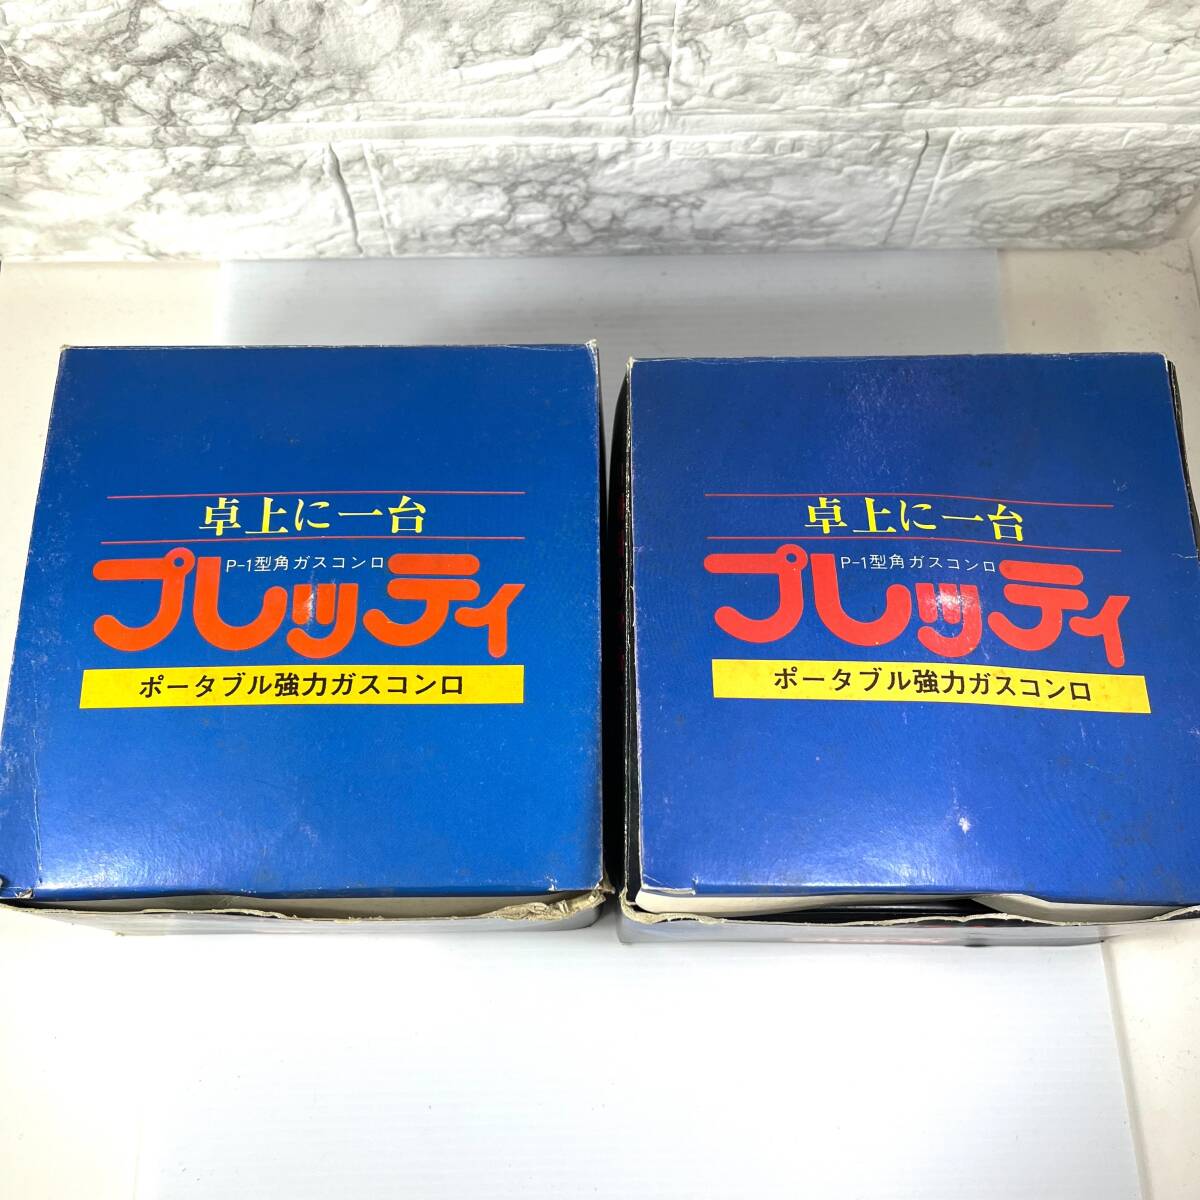 卓上に一台
P-1型角ガスコンロ
プレッティ
ポータブル強力ガスコンロ
卓上に一台
P-1型角ガスコンロ
プレッティ
ポータブル強力ガスコンロ